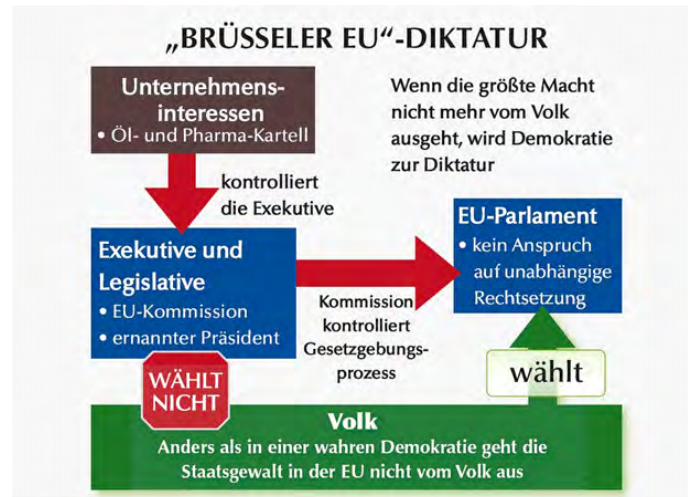 „BRÜSSELER EU“-DIKTATUR
Unternehmens-
interessen
• Öl- und Pharma-Kartell
Wenn die größte Macht
nicht mehr vom Volk
ausgeht, wird Demokratie
zur Diktatur
kontrolliert
die Exekutive
Exekutive und
Legislative
• EU-Kommission
• ernannter Präsident
EU-Parlament
• kein Anspruch
auf unabhängige
Rechtsetzung
Kommission
kontrolliert
Gesetzgebungs-
prozess
WÄHLT
NICHT
wählt
Volk
Anders als in einer wahren Demokratie geht die
Staatsgewalt in der EU nicht vom Volk aus